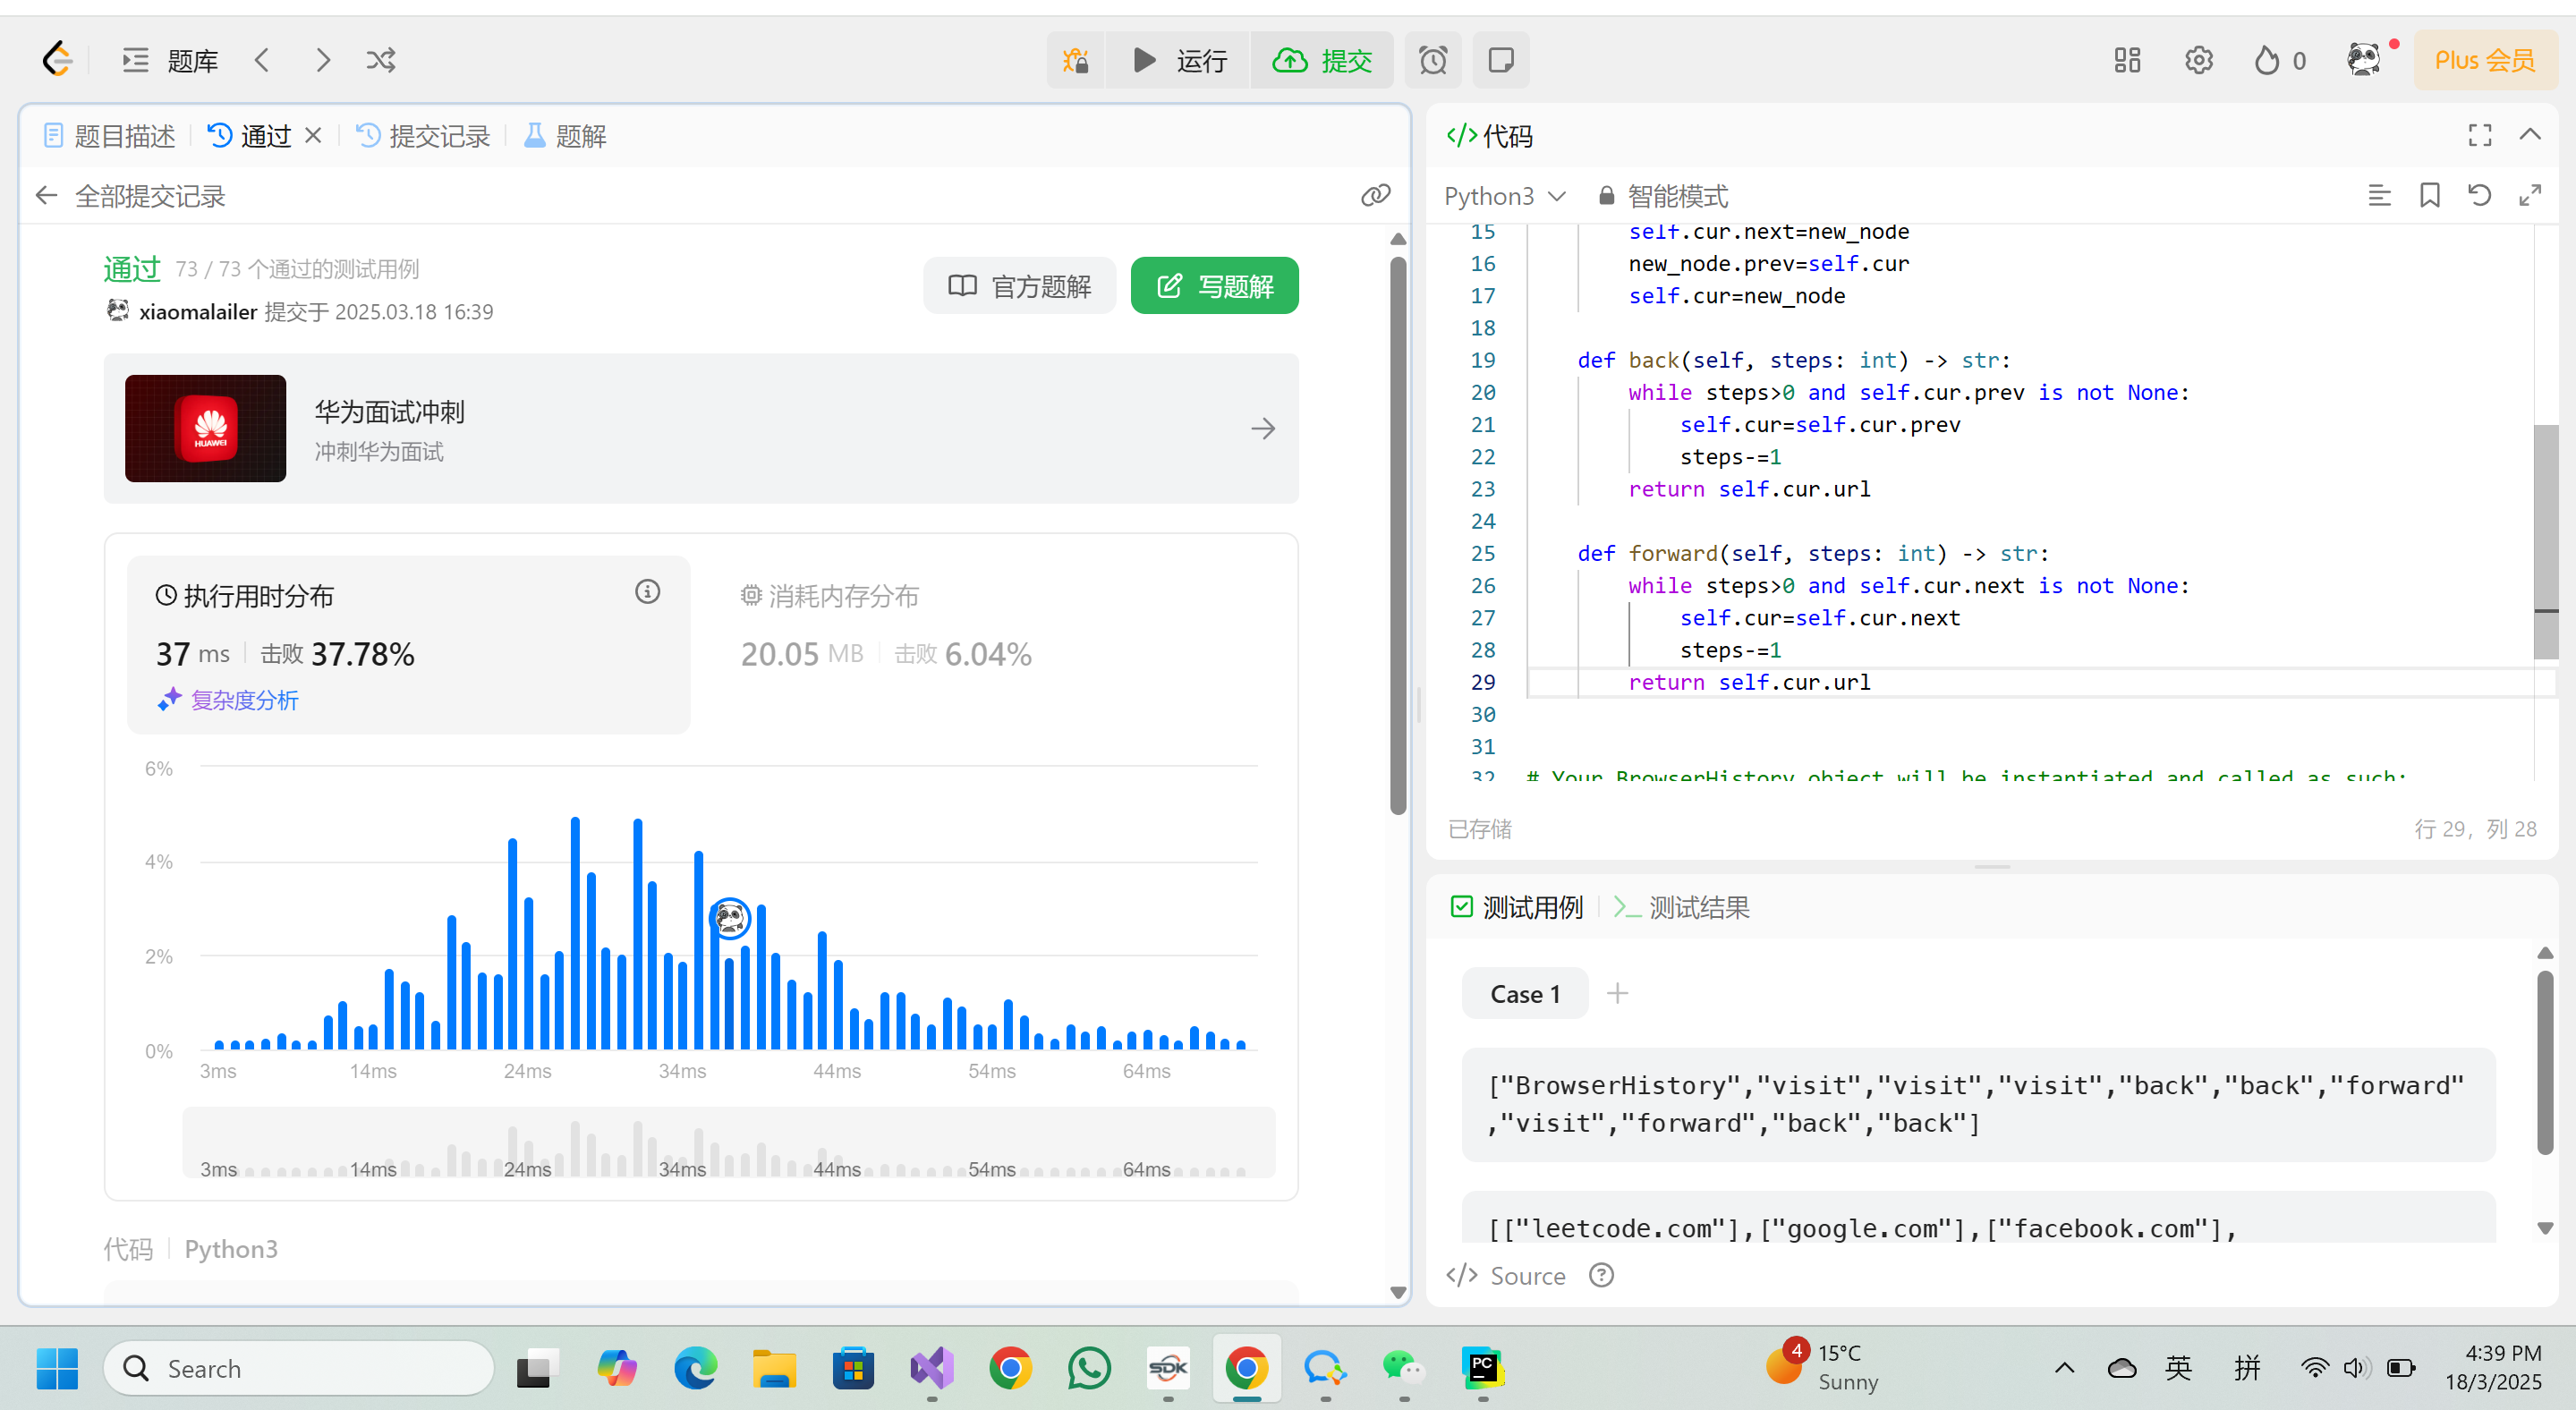 题库
运行
提交
0
Plus 会员
题目描述
通过
提交记录
题解
全部提交记录
通过 73 / 73 个通过的测试用例
xiaomalailer 提交于 2025.03.18 16:39
官方题解
写题解
HUAWEI
华为面试冲刺
冲刺华为面试
执行用时分布
37 ms 击败 37.78%
复杂度分析
消耗内存分布
20.05 MB 击败 6.04%
6%
4%
2%
0%
3ms 14ms 24ms 34ms 44ms 54ms 64ms
3ms 14ms 24ms 34ms 44ms 54ms 64ms
代码 Python3
</> 代码
Python3 智能模式
15 self.cur.next=new_node
16 new_node.prev=self.cur
17 self.cur=new_node
18
19 def back(self, steps: int) -> str:
20 while steps>0 and self.cur.prev is not None:
21 self.cur=self.cur.prev
22 steps-=1
23 return self.cur.url
24
25 def forward(self, steps: int) -> str:
26 while steps>0 and self.cur.next is not None:
27 self.cur=self.cur.next
28 steps-=1
29 return self.cur.url
30
31
32 # Your BrowserHistory object will be instantiated and called as such:
已存储
行 29，列 28
测试用例
测试结果
Case 1
["BrowserHistory","visit","visit","visit","back","back","forward"
,"visit","forward","back","back"]
[["leetcode.com"],["google.com"],["facebook.com"],
</> Source
Search
SDK
PC
4
15°C
Sunny
英
拼
4:39 PM
18/3/2025